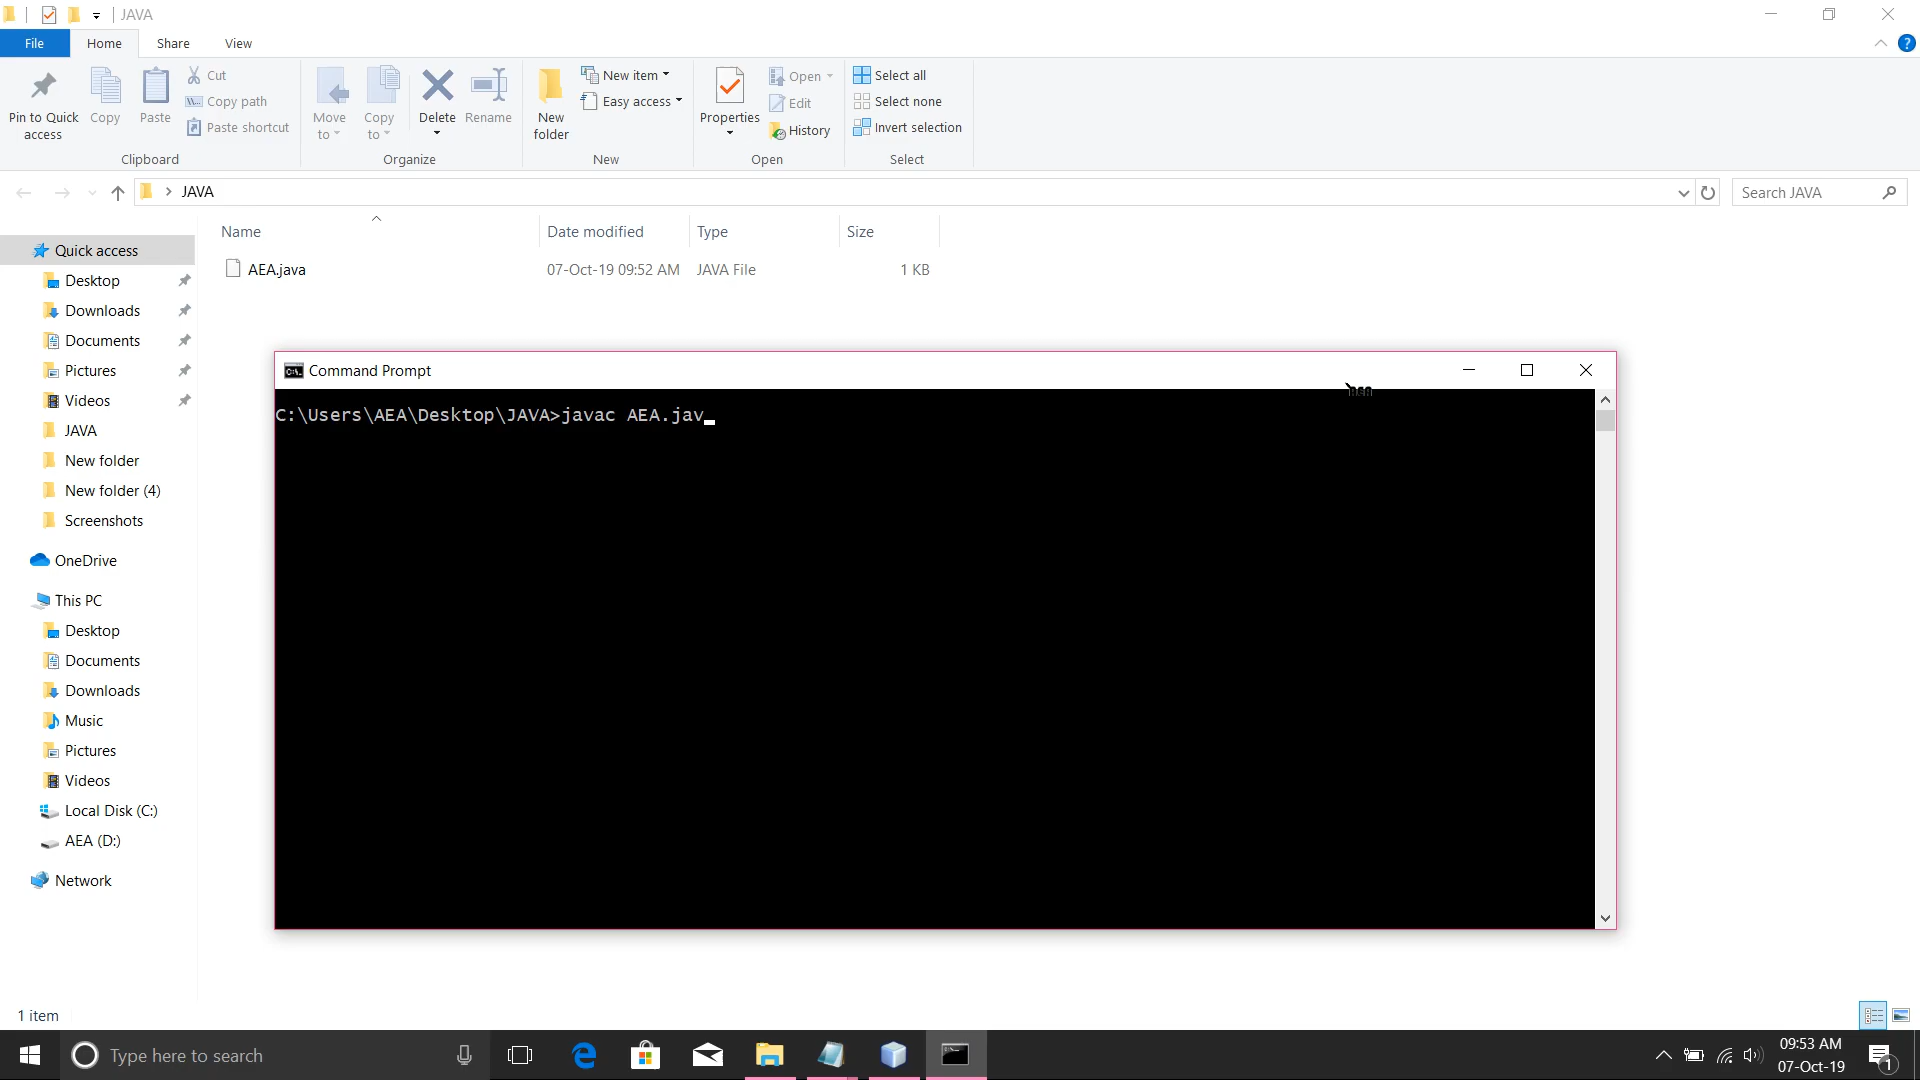 JAVA
File Home Share View
Pin to Quick access
Copy
Paste
Cut
Copy path
Paste shortcut
Clipboard
Move to
Copy to
Delete
Rename
Organize
New folder
New item
Easy access
New
Properties
Open
Edit
History
Open
Select all
Select none
Invert selection
Select
JAVA
Search JAVA
Name Date modified Type Size
AEA.java 07-Oct-19 09:52 AM JAVA File 1 KB
Quick access
Desktop
Downloads
Documents
Pictures
Videos
JAVA
New folder
New folder (4)
Screenshots
OneDrive
This PC
Desktop
Documents
Downloads
Music
Pictures
Videos
Local Disk (C:)
AEA (D:)
Network
Command Prompt
C:\Users\AEA\Desktop\JAVA>javac AEA.jav
1 item
Type here to search
09:53 AM
07-Oct-19
1